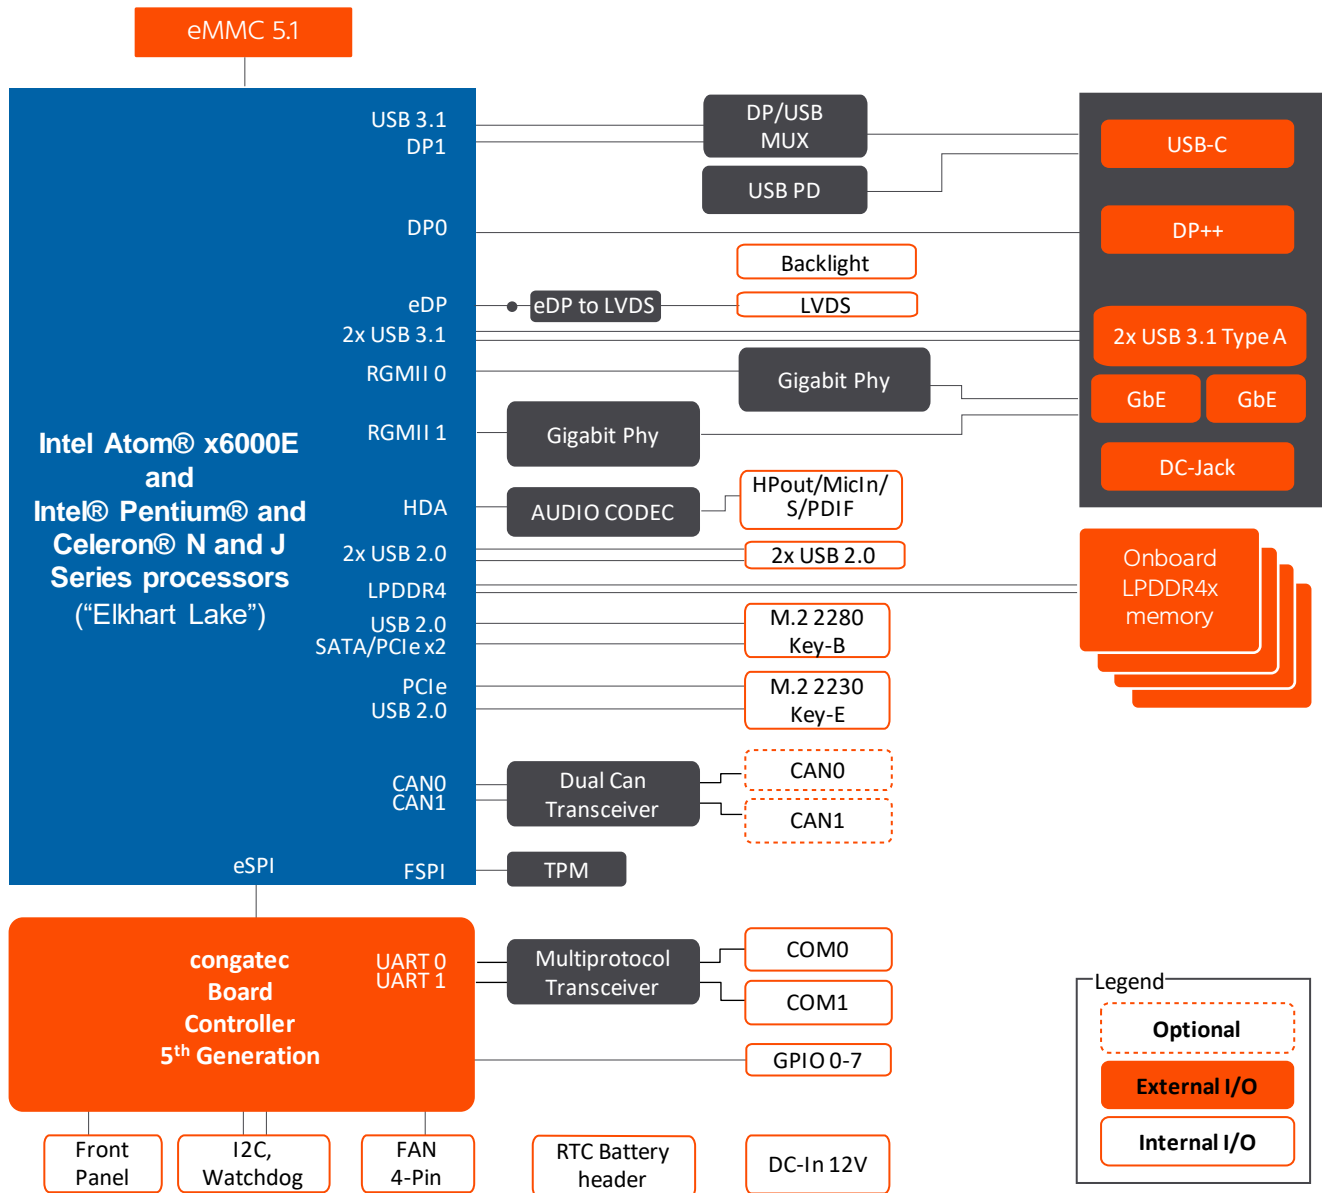 eMMC 5.1
USB 3.1
DP1
DP/USB
MUX
USB PD
USB-C
DP0
DP++
Backlight
eDP
eDP to LVDS
LVDS
2x USB 3.1
2x USB 3.1 Type A
RGMII 0
Gigabit Phy
GbE
GbE
RGMII 1
Gigabit Phy
DC-Jack
Intel Atom® x6000E
and
Intel® Pentium® and
Celeron® N and J
Series processors
("Elkhart Lake")
HDA
AUDIO CODEC
HPout/MicIn/
S/PDIF
2x USB 2.0
2x USB 2.0
LPDDR4
Onboard
LPDDR4x
memory
USB 2.0
SATA/PCIe x2
M.2 2280
Key-B
PCIe
USB 2.0
M.2 2230
Key-E
CAN0
CAN1
Dual Can
Transceiver
CAN0
CAN1
eSPI
FSPI
TPM
congatec
Board
Controller
5th Generation
UART 0
UART 1
Multiprotocol
Transceiver
COM0
COM1
GPIO 0-7
Front
Panel
I2C,
Watchdog
FAN
4-Pin
RTC Battery
header
DC-In 12V
Legend
Optional
External I/O
Internal I/O